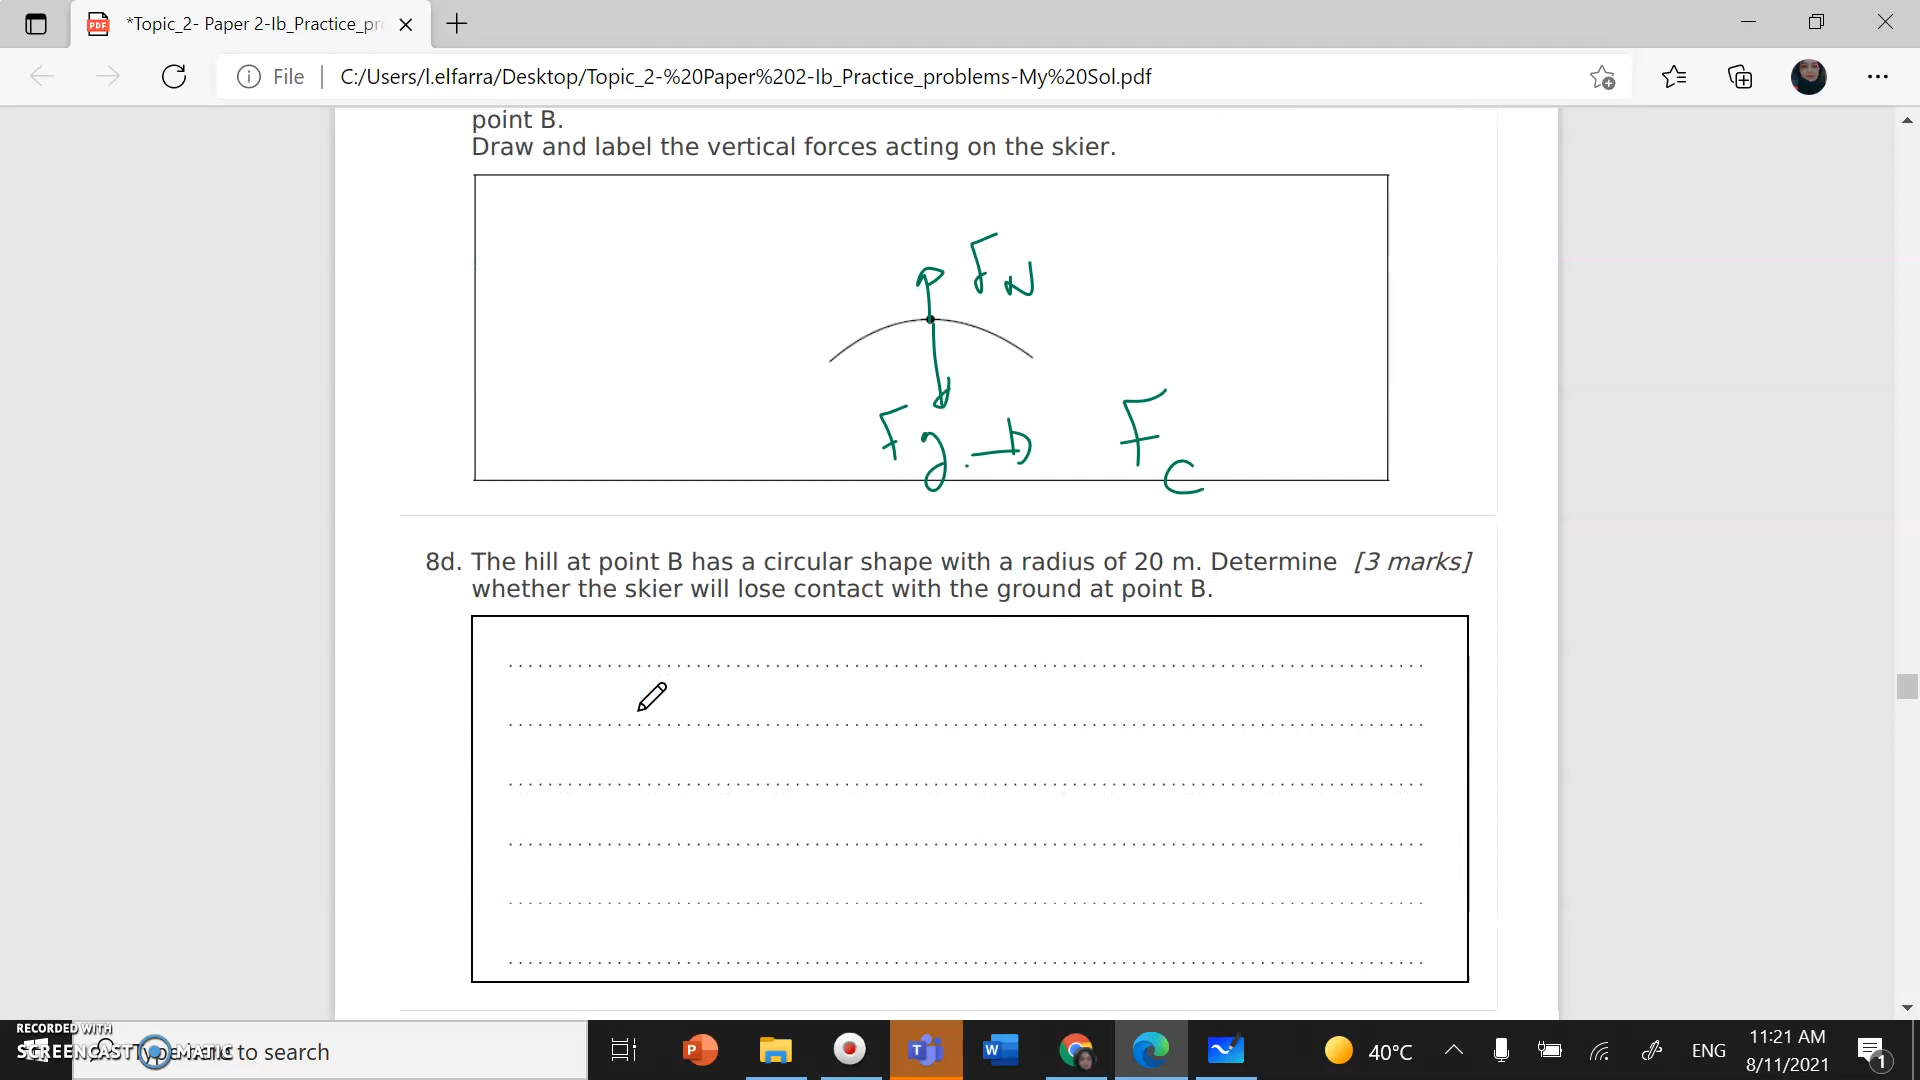 *Topic_2- Paper 2-Ib_Practice_pr
File
C:/Users/l.elfarra/Desktop/Topic_2-%20Paper%202-Ib_Practice_problems-My%20Sol.pdf
point B.
Draw and label the vertical forces acting on the skier.
FN
Fg
Fc
8d. The hill at point B has a circular shape with a radius of 20 m. Determine [3 marks]
whether the skier will lose contact with the ground at point B.
RECORDED WITH
SCREENCAST MATIC
to search
40°C
ENG
11:21 AM
8/11/2021
1